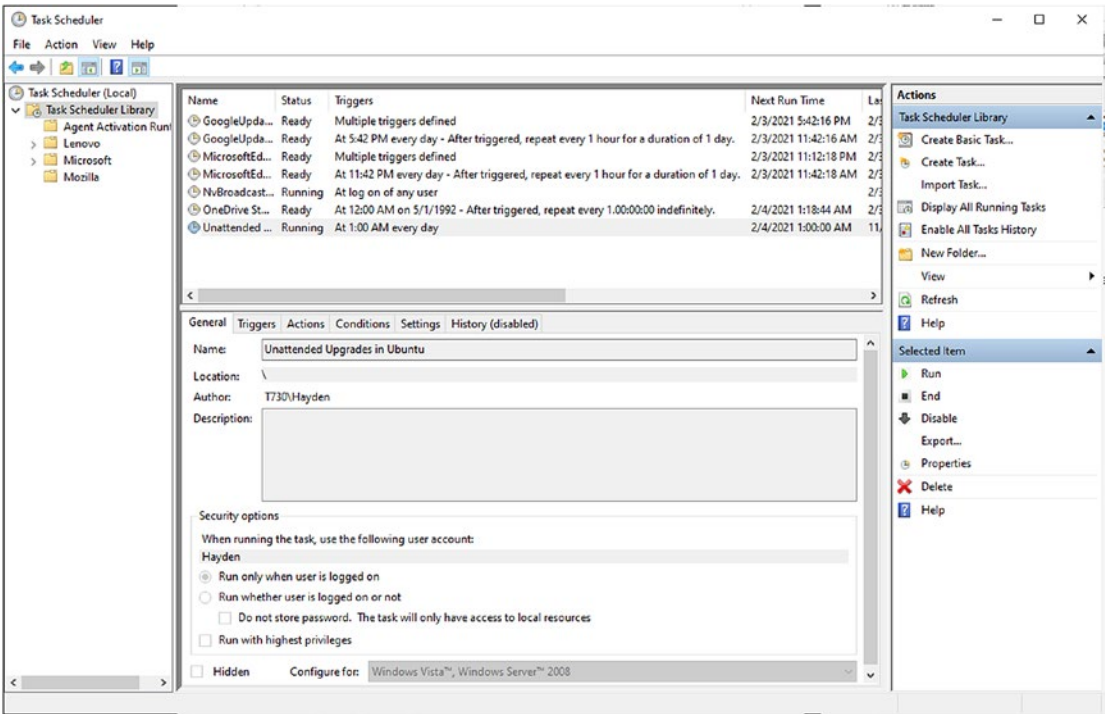 Task Scheduler
File Action View Help
Task Scheduler (Local)
Task Scheduler Library
Agent Activation Runt
Lenovo
Microsoft
Mozilla
Name Status Triggers Next Run Time Las
GoogleUpda... Ready Multiple triggers defined 2/3/2021 5:42:16 PM 2/3
GoogleUpda... Ready At 5:42 PM every day - After triggered, repeat every 1 hour for a duration of 1 day. 2/3/2021 11:42:16 AM 2/3
MicrosoftEd... Ready Multiple triggers defined 2/3/2021 11:12:18 PM 2/3
MicrosoftEd... Ready At 11:42 PM every day - After triggered, repeat every 1 hour for a duration of 1 day. 2/3/2021 11:42:18 AM 2/3
NvBroadcast... Running At log on of any user 2/3
OneDrive St... Ready At 12:00 AM on 5/1/1992 - After triggered, repeat every 1.00:00:00 indefinitely. 2/4/2021 1:18:44 AM 2/3
Unattended ... Running At 1:00 AM every day 2/4/2021 1:00:00 AM 11/
General Triggers Actions Conditions Settings History (disabled)
Name: Unattended Upgrades in Ubuntu
Location: \
Author: T730\Hayden
Description:
Security options
When running the task, use the following user account:
Hayden
Run only when user is logged on
Run whether user is logged on or not
Do not store password. The task will only have access to local resources
Run with highest privileges
Hidden Configure for: Windows Vista™, Windows Server™ 2008
Actions
Task Scheduler Library
Create Basic Task...
Create Task...
Import Task...
Display All Running Tasks
Enable All Tasks History
New Folder...
View
Refresh
Help
Selected Item
Run
End
Disable
Export...
Properties
Delete
Help